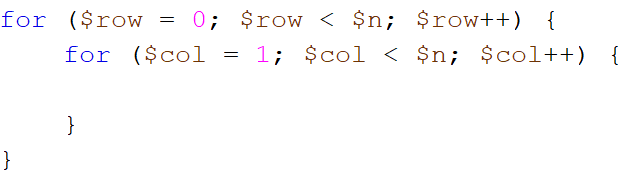 for ($row = 0; $row < $n; $row++) {
    for ($col = 1; $col < $n; $col++) {
    }
}